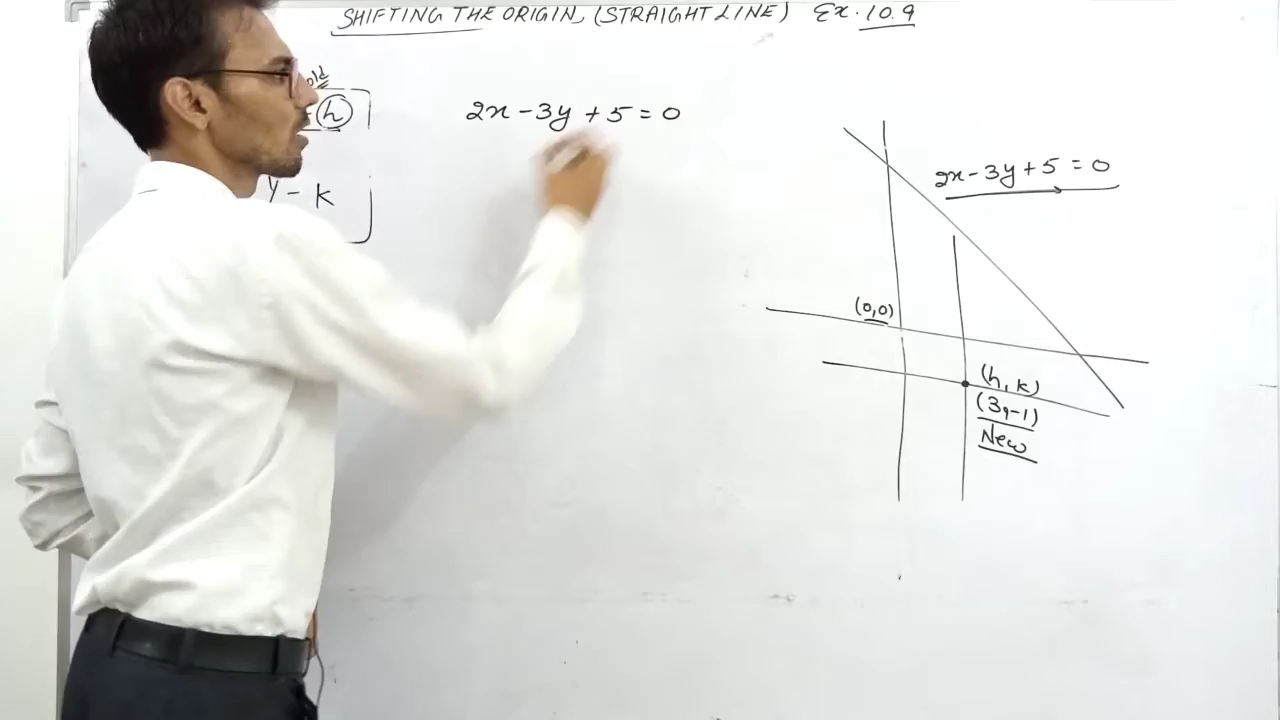 SHIFTING THE ORIGIN, (STRAIGHT LINE) Ex. 10.9
old
h
y - k
2x - 3y + 5 = 0
2x - 3y + 5 = 0
(0,0)
(h, k)
(3,-1)
New